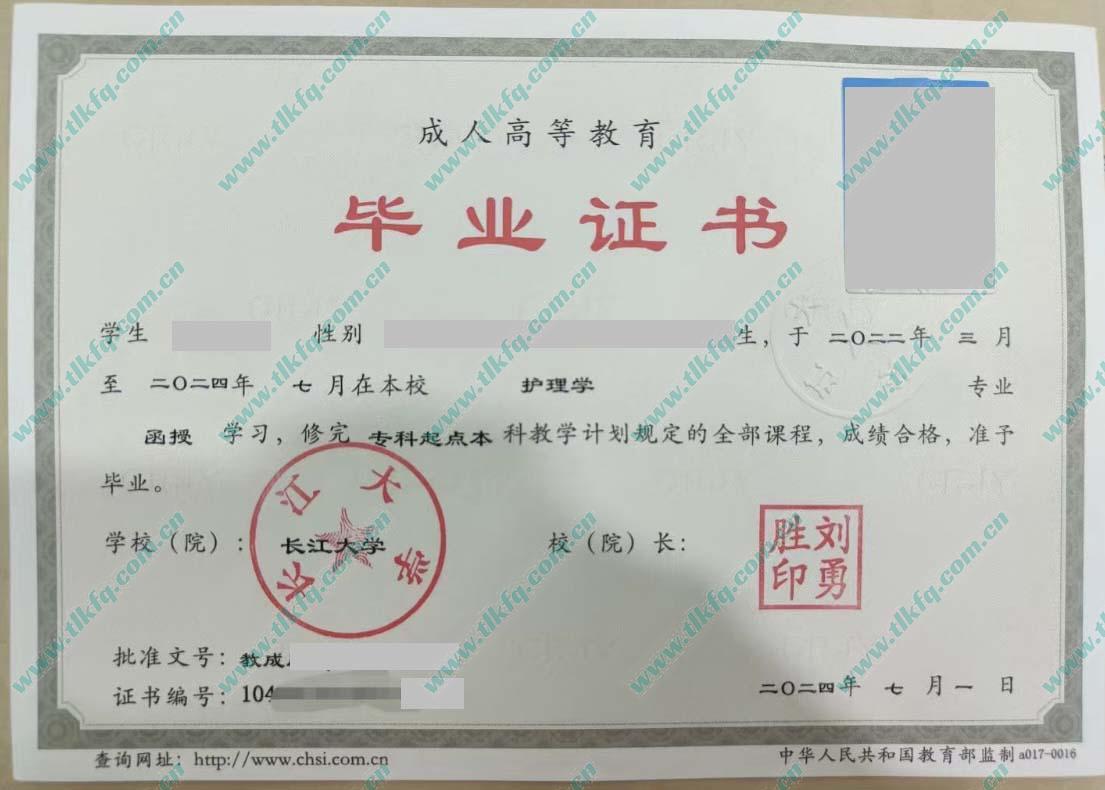 成人高等教育
毕业证书
学生 性别 生，于 二〇二二年 三 月
至 二〇二四年 七 月在本校 护理学 专业
函授 学习，修完 专科起点本 科教学计划规定的全部课程，成绩合格，准予
毕业。
学校（院）： 长江大学 校（院）长：
长江大学
刘勇
胜印
批准文号：教成
证书编号：104
二〇二四年 七 月 一 日
查询网址：http://www.chsi.com.cn
中华人民共和国教育部监制 a017-0016
www.tlkfq.com.cn